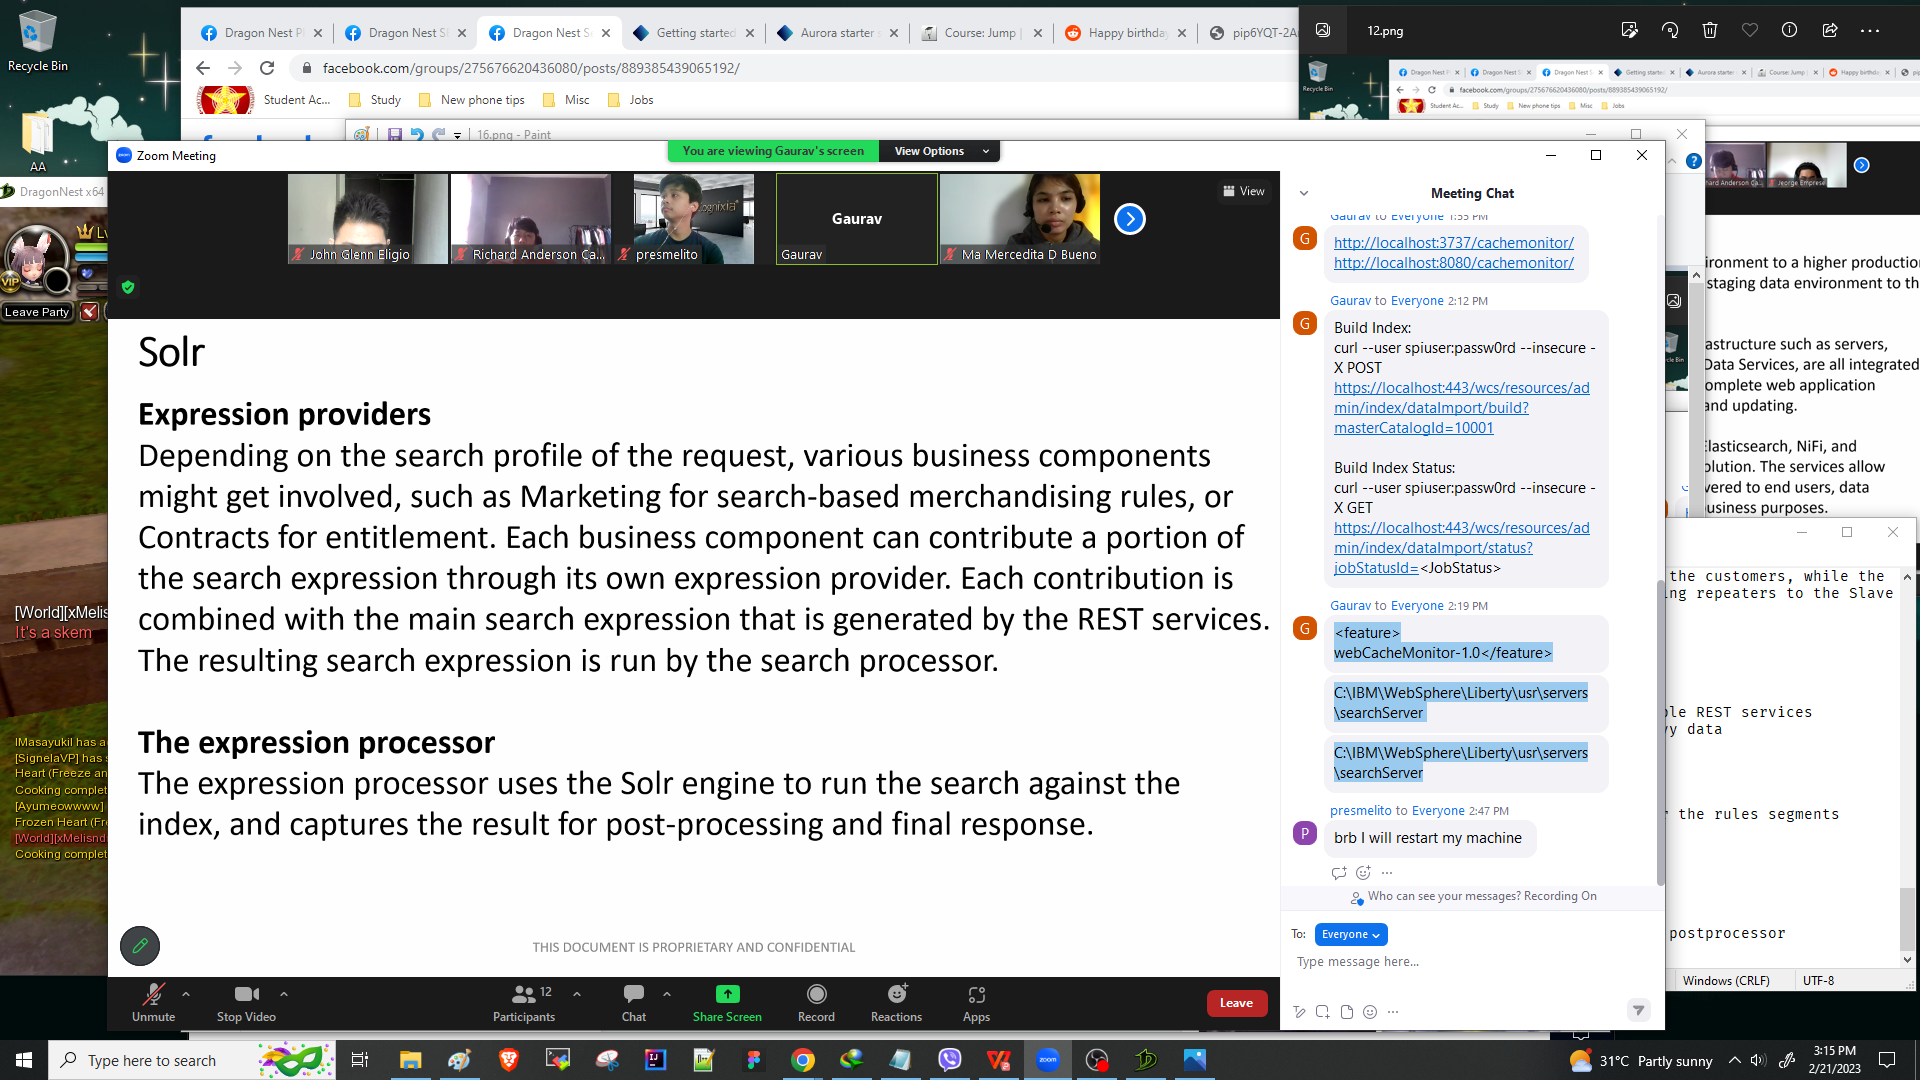 Recycle Bin
AA
DragonNest x64
Leave Party
VIP
[World][xMelis
It's a skem
[SignelaVP] has
Heart (Freeze an
Cooking complet
[Ayumeowwww]
Frozen Heart (Fr
[World][xMelisnd
Cooking complet
Dragon Nest P
Dragon Nest S
Dragon Nest S
Getting started
Aurora starter s
Course: Jump
Happy birthday
pip6YQT-2A
facebook.com/groups/275676620436080/posts/889385439065192/
Student Ac...
Study
New phone tips
Misc
Jobs
16.png - Paint
12.png
Zoom Meeting
You are viewing Gaurav's screen
View Options
View
John Glenn Eligio
Richard Anderson Ca...
presmelito
Gaurav
Gaurav
Ma Mercedita D Bueno
Solr
Expression providers
Depending on the search profile of the request, various business components
might get involved, such as Marketing for search-based merchandising rules, or
Contracts for entitlement. Each business component can contribute a portion of
the search expression through its own expression provider. Each contribution is
combined with the main search expression that is generated by the REST services.
The resulting search expression is run by the search processor.
The expression processor
The expression processor uses the Solr engine to run the search against the
index, and captures the result for post-processing and final response.
THIS DOCUMENT IS PROPRIETARY AND CONFIDENTIAL
Unmute
Stop Video
12
Participants
Chat
Share Screen
Record
Reactions
Apps
Leave
Meeting Chat
Gaurav to Everyone 1:55 PM
G
http://localhost:3737/cachemonitor/
http://localhost:8080/cachemonitor/
Gaurav to Everyone 2:12 PM
G
Build Index:
curl --user spiuser:passw0rd --insecure -
X POST
https://localhost:443/wcs/resources/ad
min/index/dataImport/build?
masterCatalogId=10001
Build Index Status:
curl --user spiuser:passw0rd --insecure -
X GET
https://localhost:443/wcs/resources/ad
min/index/dataImport/status?
jobStatusId=<JobStatus>
Gaurav to Everyone 2:19 PM
G
<feature>
webCacheMonitor-1.0</feature>
C:\IBM\WebSphere\Liberty\usr\servers
\searchServer
C:\IBM\WebSphere\Liberty\usr\servers
\searchServer
presmelito to Everyone 2:47 PM
P
brb I will restart my machine
Who can see your messages? Recording On
To: Everyone
Type message here...
ironment to a higher production
staging data environment to th
astructure such as servers,
Data Services, are all integrated
omplete web application
and updating.
Elasticsearch, NiFi, and
olution. The services allow
vered to end users, data
usiness purposes.
the customers, while the
ng repeaters to the Slave
le REST services
y data
r the rules segments
postprocessor
Windows (CRLF)
UTF-8
Type here to search
31°C Partly sunny
3:15 PM
2/21/2023